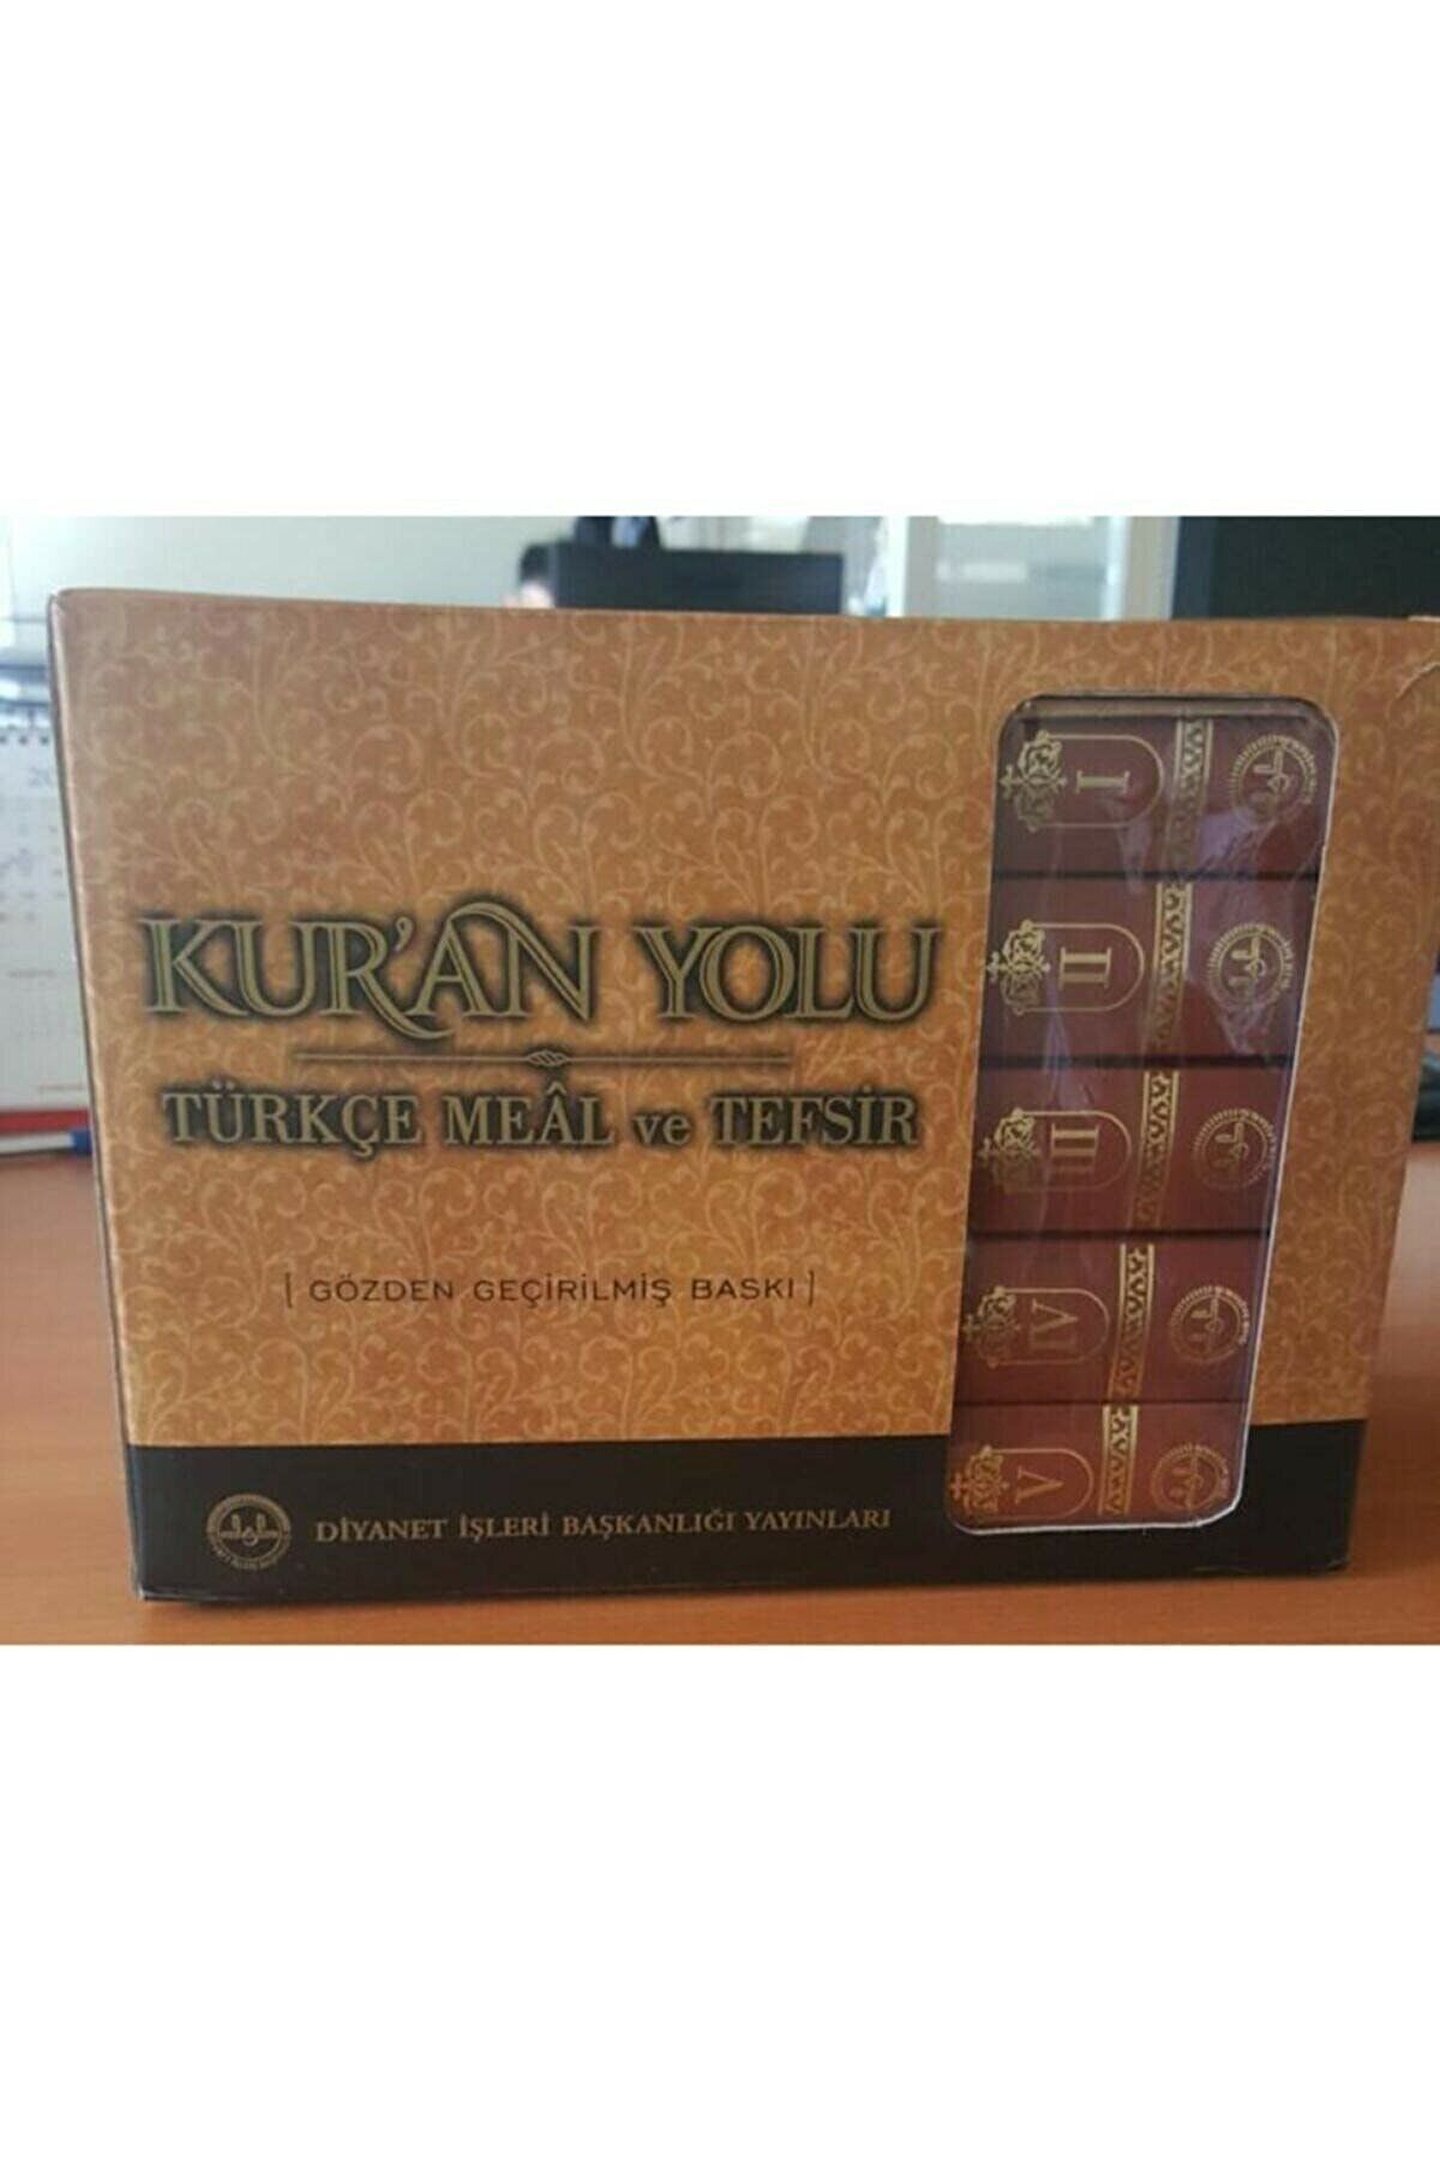 KUR'ÂN YOLU
TÜRKÇE MEÂL ve TEFSİR
[ GÖZDEN GEÇİRİLMİŞ BASKI ]
DİYANET İŞLERİ BAŞKANLIĞI YAYINLARI
I
II
III
IV
V